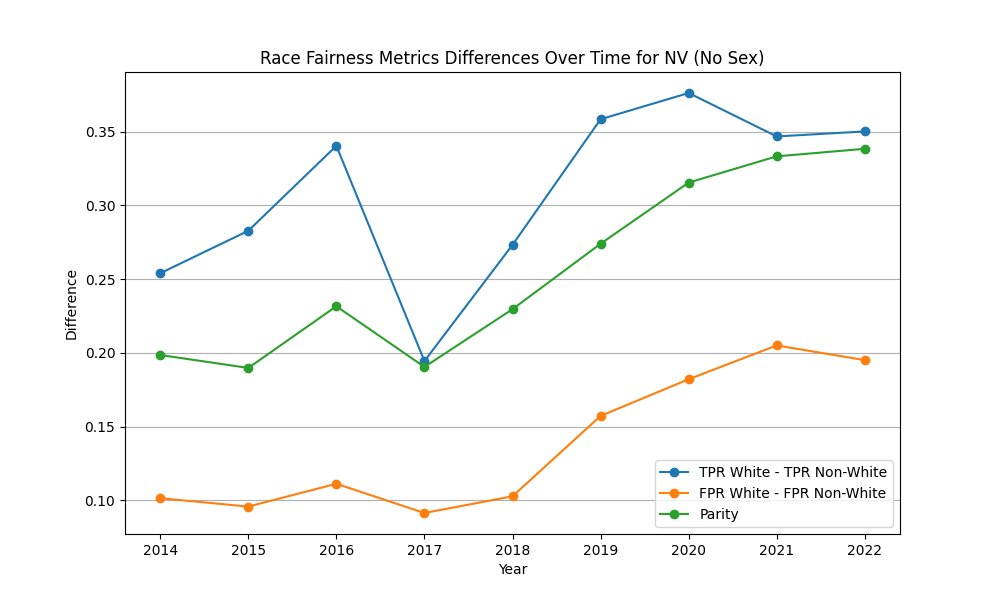 Race Fairness Metrics Differences Over Time for NV (No Sex)
Difference
0.35
0.30
0.25
0.20
0.15
0.10
TPR White - TPR Non-White
FPR White - FPR Non-White
Parity
2014 2015 2016 2017 2018 2019 2020 2021 2022
Year